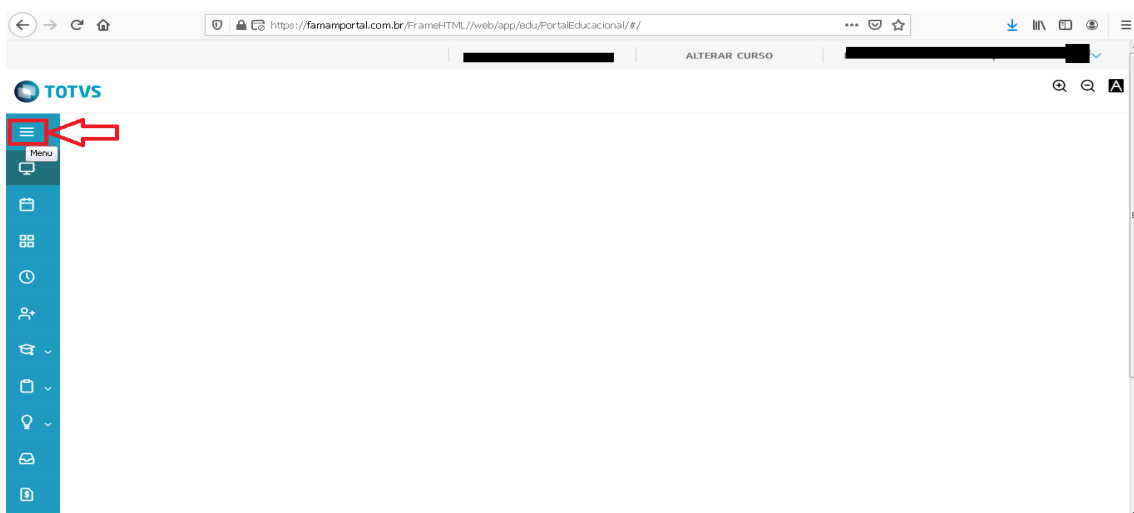 https://famamportal.com.br/FrameHTML//web/app/edu/PortalEducacional/#/
ALTERAR CURSO
TOTVS
A
Menu